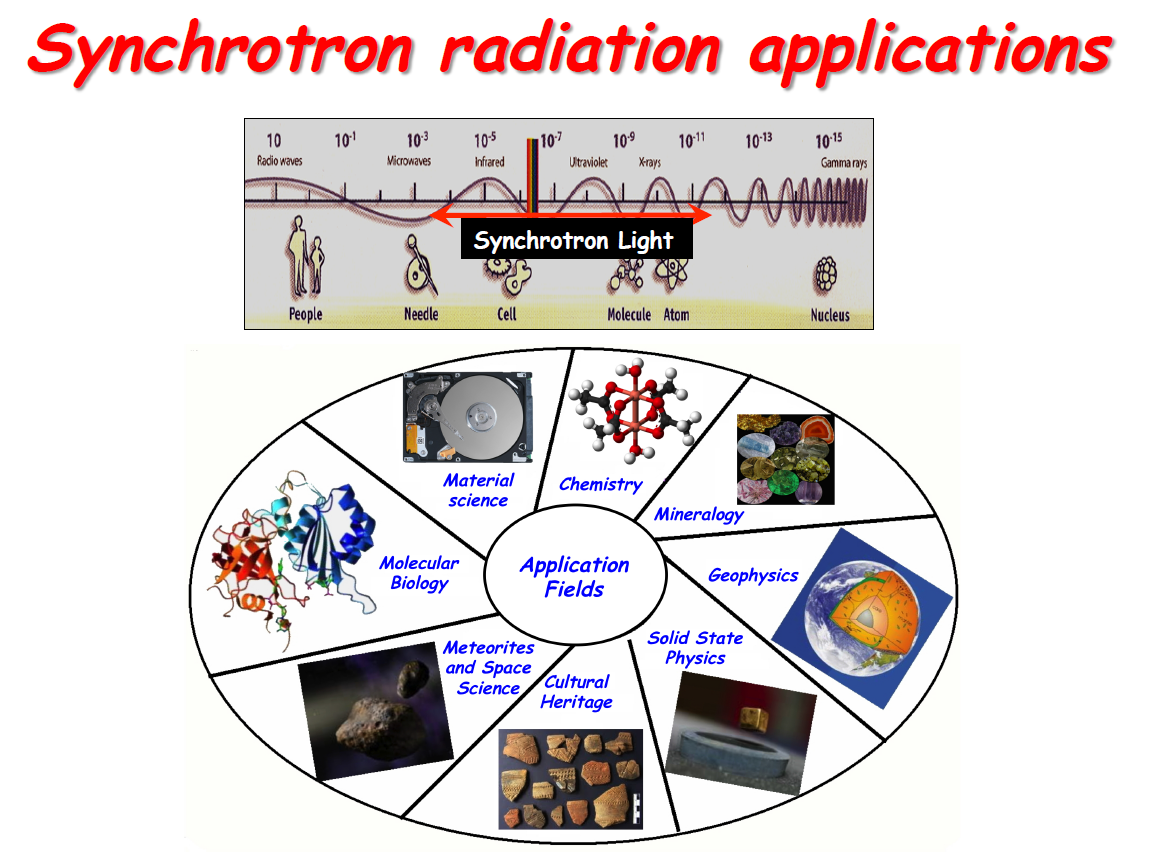 Synchrotron radiation applications
10 10⁻¹ 10⁻³ 10⁻⁵ 10⁻⁷ 10⁻⁹ 10⁻¹¹ 10⁻¹³ 10⁻¹⁵
Radio waves Microwaves Infrared Ultraviolet X-rays Gamma rays
Synchrotron Light
People Needle Cell Molecule Atom Nucleus
Material
science
Chemistry
Mineralogy
Molecular
Biology
Application
Fields
Geophysics
Meteorites
and Space
Science
Cultural
Heritage
Solid State
Physics